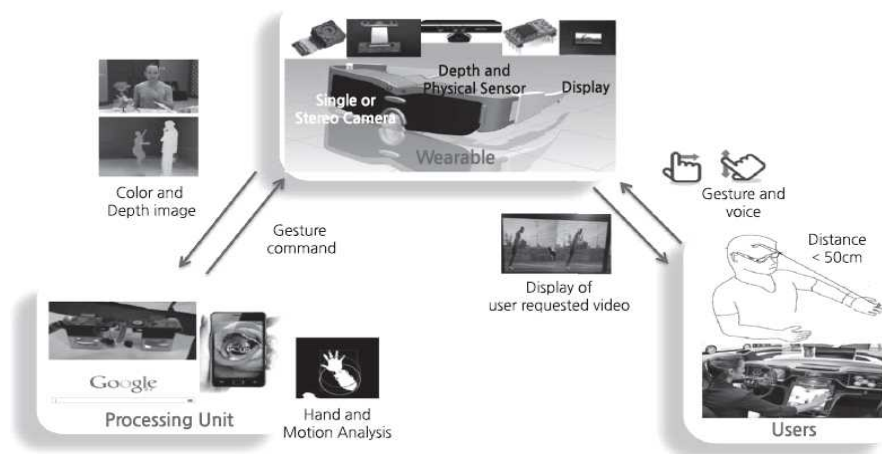 Depth and
Physical Sensor
Display
Single or
Stereo Camera
Wearable
Color and
Depth image
Gesture
command
Gesture and
voice
Distance
< 50cm
Display of
user requested video
Google
Processing Unit
Hand and
Motion Analysis
Users